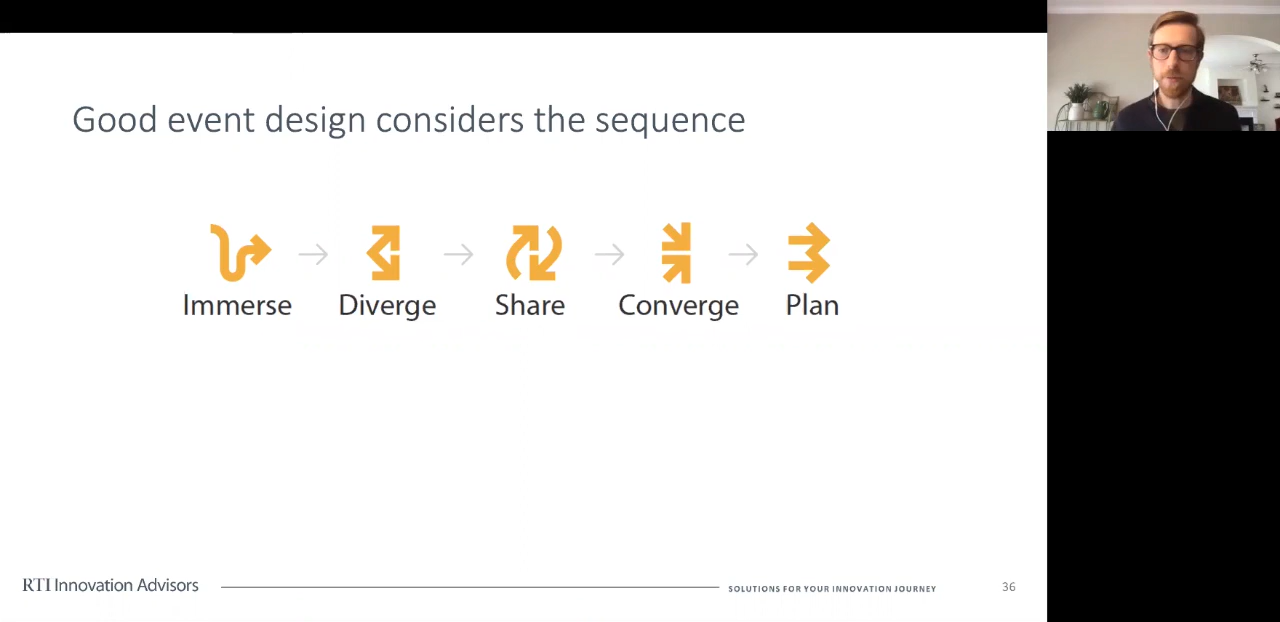 Good event design considers the sequence
Immerse Diverge Share Converge Plan
RTI Innovation Advisors SOLUTIONS FOR YOUR INNOVATION JOURNEY 36